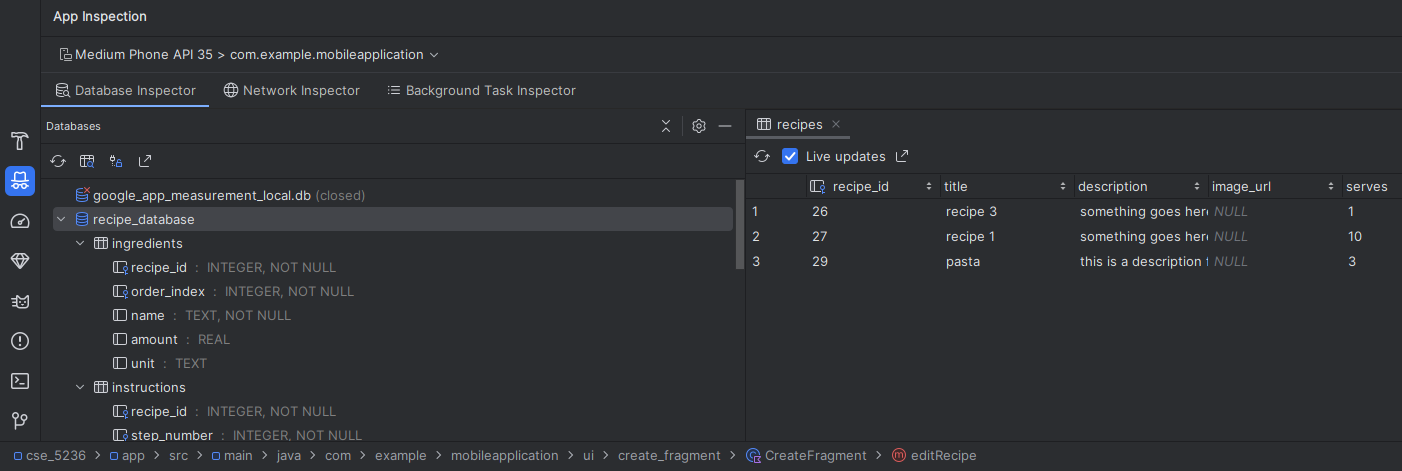 App Inspection
Medium Phone API 35 > com.example.mobileapplication
Database Inspector Network Inspector Background Task Inspector
Databases
recipes
Live updates
google_app_measurement_local.db (closed)
recipe_id title description image_url serves
recipe_database
1 26 recipe 3 something goes here NULL 1
ingredients
2 27 recipe 1 something goes here NULL 10
recipe_id : INTEGER, NOT NULL
3 29 pasta this is a description f NULL 3
order_index : INTEGER, NOT NULL
name : TEXT, NOT NULL
amount : REAL
unit : TEXT
instructions
recipe_id : INTEGER, NOT NULL
step_number : INTEGER, NOT NULL
cse_5236 > app > src > main > java > com > example > mobileapplication > ui > create_fragment > CreateFragment > editRecipe